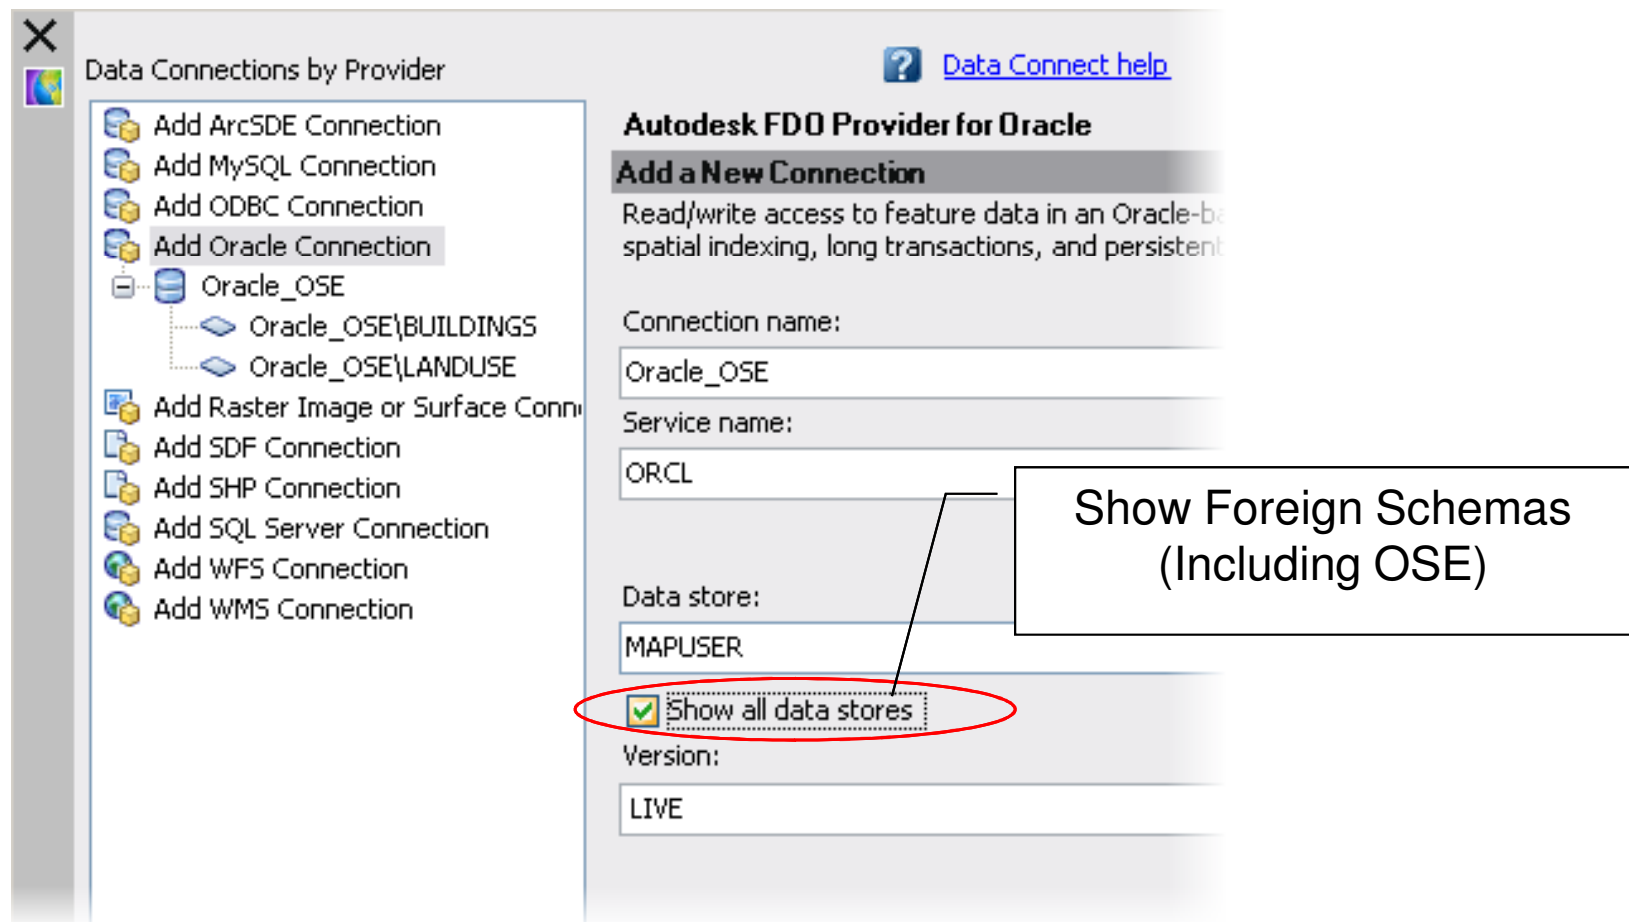 Data Connections by Provider
Data Connect help
Add ArcSDE Connection
Add MySQL Connection
Add ODBC Connection
Add Oracle Connection
Oracle_OSE
Oracle_OSE\BUILDINGS
Oracle_OSE\LANDUSE
Add Raster Image or Surface
Add SDF Connection
Add SHP Connection
Add SQL Server Connection
Add WFS Connection
Add WMS Connection
Autodesk FDO Provider for Oracle
Add a New Connection
Read/write access to feature data in an
spatial indexing, long transactions, and persistent
Connection name:
Oracle_OSE
Service name:
ORCL
Show Foreign Schemas
(Including OSE)
Data store:
MAPUSER
Show all data stores
Version:
LIVE